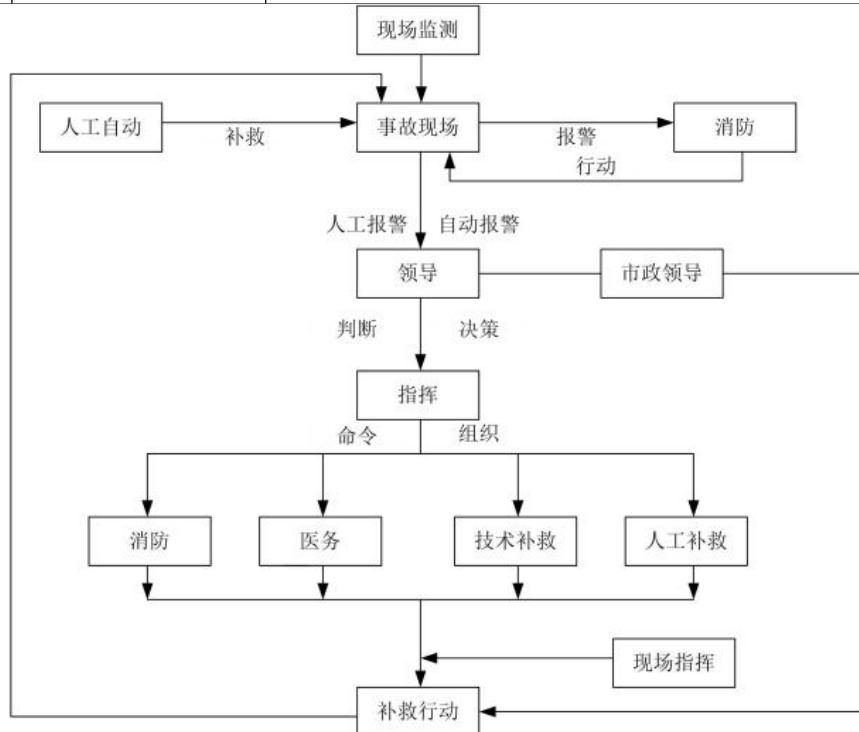 现场监测
人工自动
补救
事故现场
报警
消防
行动
人工报警 自动报警
领导
市政领导
判断 决策
指挥
命令 组织
消防 医务 技术补救 人工补救
现场指挥
补救行动